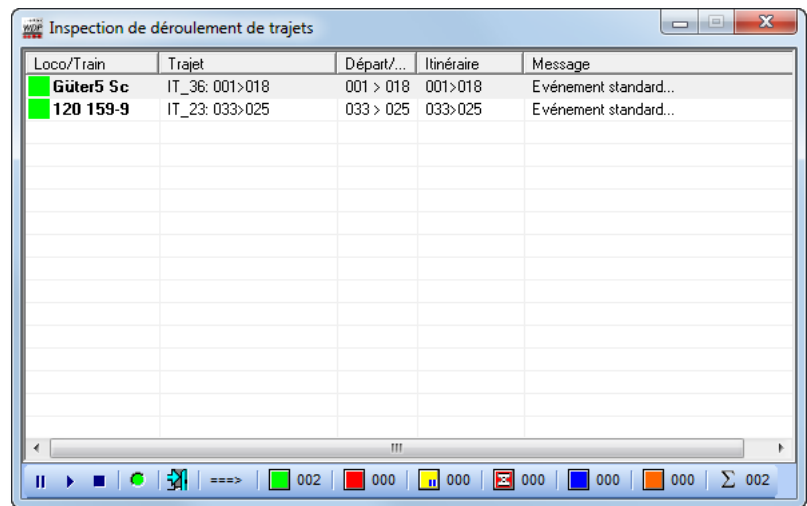 WDP Inspection de déroulement de trajets
Loco/Train Trajet Départ/... Itinéraire Message
Güter5 Sc IT_36: 001>018 001 > 018 001>018 Evénement standard...
120 159-9 IT_23: 033>025 033 > 025 033>025 Evénement standard...
===> 002 000 000 000 000 000 Σ 002